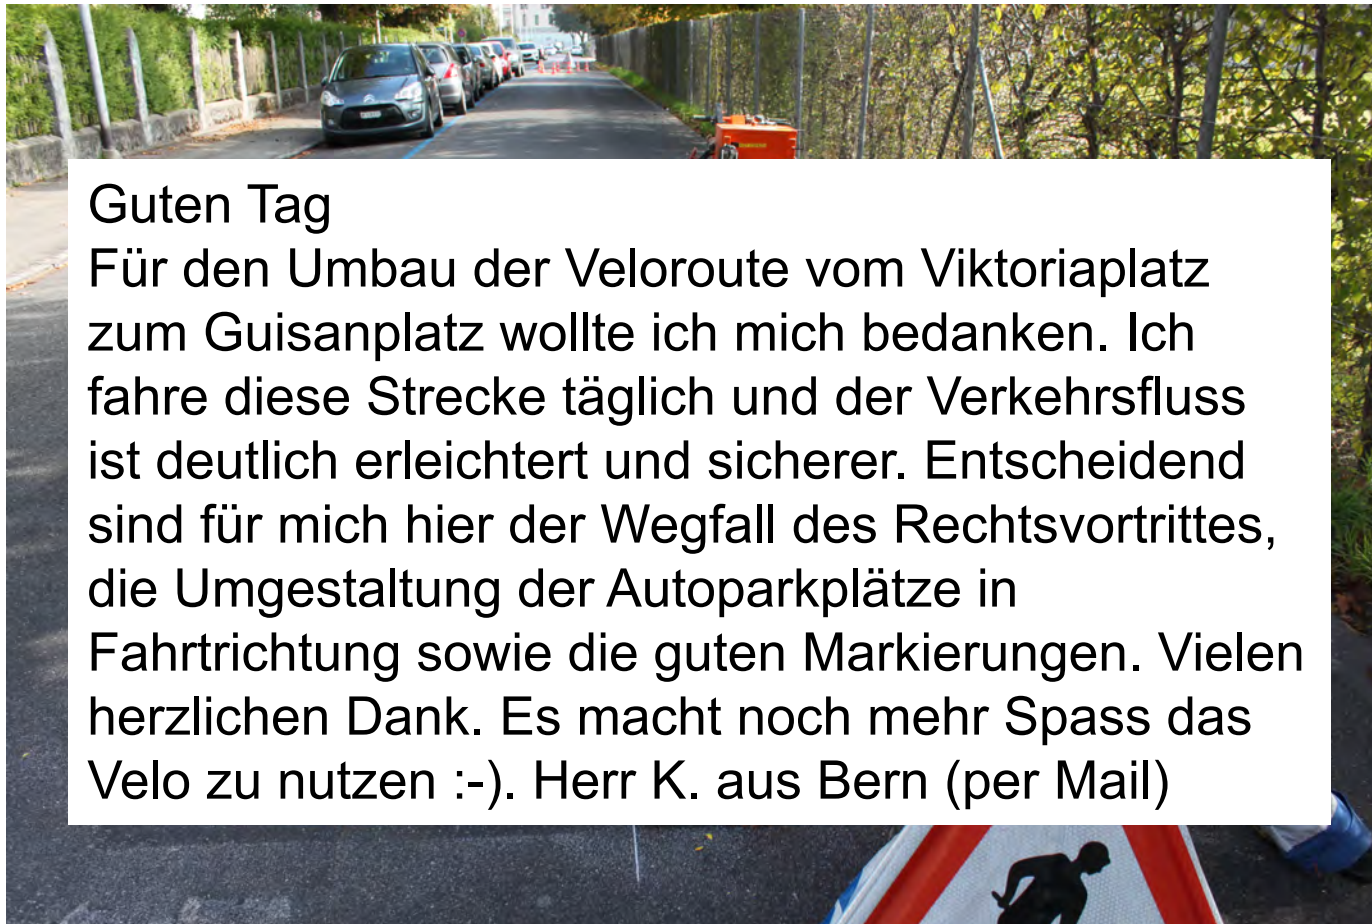 Guten Tag
Für den Umbau der Veloroute vom Viktoriaplatz
zum Guisanplatz wollte ich mich bedanken. Ich
fahre diese Strecke täglich und der Verkehrsfluss
ist deutlich erleichtert und sicherer. Entscheidend
sind für mich hier der Wegfall des Rechtsvortrittes,
die Umgestaltung der Autoparkplätze in
Fahrtrichtung sowie die guten Markierungen. Vielen
herzlichen Dank. Es macht noch mehr Spass das
Velo zu nutzen :-). Herr K. aus Bern (per Mail)